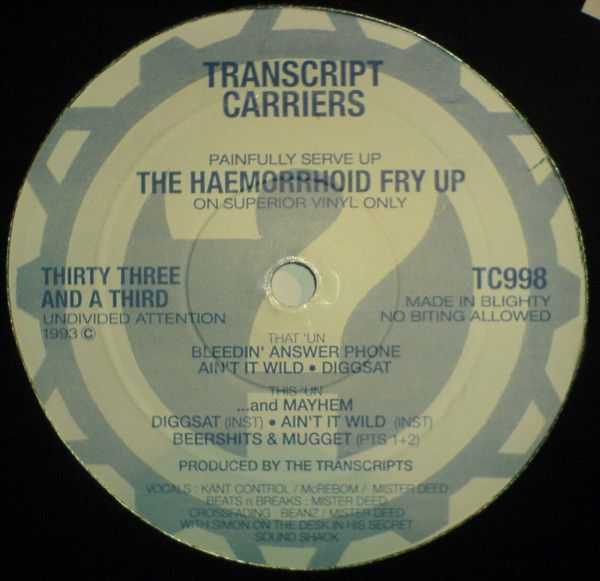 TRANSCRIPT
CARRIERS
PAINFULLY SERVE UP
THE HAEMORRHOID FRY UP
ON SUPERIOR VINYL ONLY
THIRTY THREE
AND A THIRD
UNDIVIDED ATTENTION
1993 ©
TC998
MADE IN BLIGHTY
NO BITING ALLOWED
THAT 'UN
BLEEDIN' ANSWER PHONE
AIN'T IT WILD • DIGGSAT
THIS 'UN
...and MAYHEM
DIGGSAT (INST) • AIN'T IT WILD (INST)
BEERSHITS & MUGGET (PTS 1+2)
PRODUCED BY THE TRANSCRIPTS
VOCALS : KANT CONTROL / McREBOM / MISTER DEED
BEATS n BREAKS : MISTER DEED
CROSSFADING : BEANZ / MISTER DEED
WITH SIMON ON THE DESK IN HIS SECRET
SOUND SHACK